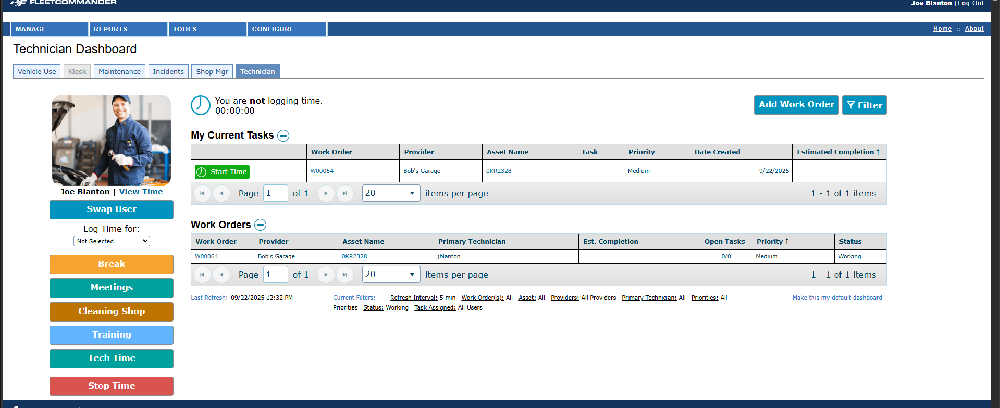 FLEETCOMMANDER
Joe Blanton | Log Out
MANAGE REPORTS TOOLS CONFIGURE Home :: About
Technician Dashboard
Vehicle Use Kiosk Maintenance Incidents Shop Mgr Technician
You are not logging time.
00:00:00
Add Work Order Filter
My Current Tasks
Work Order Provider Asset Name Task Priority Date Created Estimated Completion ↑
Start Time W00064 Bob's Garage 0KR2328 Medium 9/22/2025
Page 1 of 1 20 items per page 1 - 1 of 1 items
Joe Blanton | View Time
Swap User
Log Time for:
Not Selected
Break
Meetings
Cleaning Shop
Training
Tech Time
Stop Time
Work Orders
Work Order Provider Asset Name Primary Technician Est. Completion Open Tasks Priority ↑ Status
W00064 Bob's Garage 0KR2328 jblanton 0/0 Medium Working
Page 1 of 1 20 items per page 1 - 1 of 1 items
Last Refresh: 09/22/2025 12:32 PM
Current Filters: Refresh Interval: 5 min Work Order(s): All Asset: All Providers: All Providers Primary Technician: All Priorities: All
Priorities Status: Working Task Assigned: All Users
Make this my default dashboard